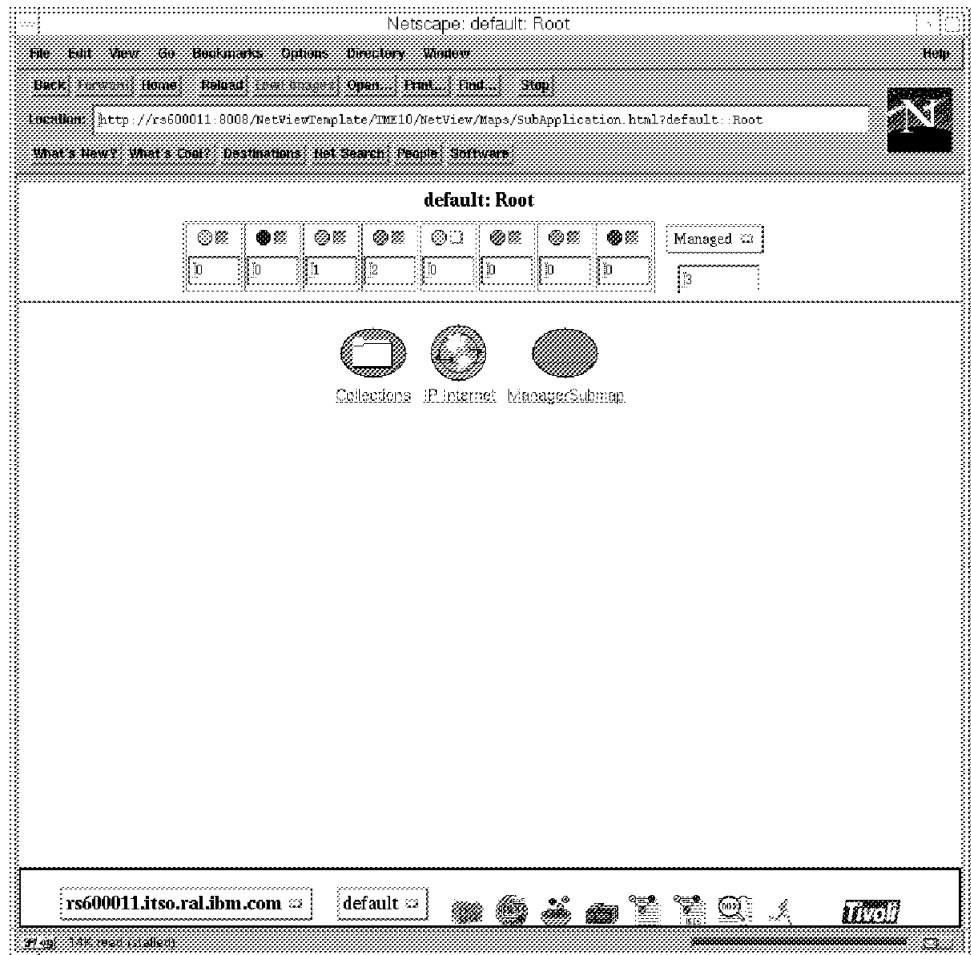 Netscape: default: Root
File Edit View Go Bookmarks Options Directory Window Help
Back Forward Home Reload Load Images Open... Print... Find... Stop
Location: http://rs600011:8008/NetViewTemplate/TME10/NetView/Maps/SubApplication.html?default::Root
N
What's New? What's Cool? Destinations Net Search People Software
default: Root
Managed
0 0 1 2 0 0 0 0 3
Collections IP Internet ManagerSubmap
rs600011.itso.ral.ibm.com default Tivoli
14K read (stalled)